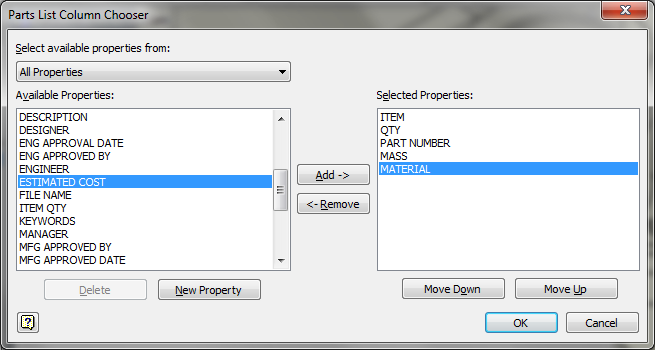 Parts List Column Chooser
Select available properties from:
All Properties
Available Properties:
DESCRIPTION
DESIGNER
ENG APPROVAL DATE
ENG APPROVED BY
ENGINEER
ESTIMATED COST
FILE NAME
ITEM QTY
KEYWORDS
MANAGER
MFG APPROVED BY
MFG APPROVED DATE
Delete
New Property
Add ->
<- Remove
Selected Properties:
ITEM
QTY
PART NUMBER
MASS
MATERIAL
Move Down
Move Up
?
OK
Cancel